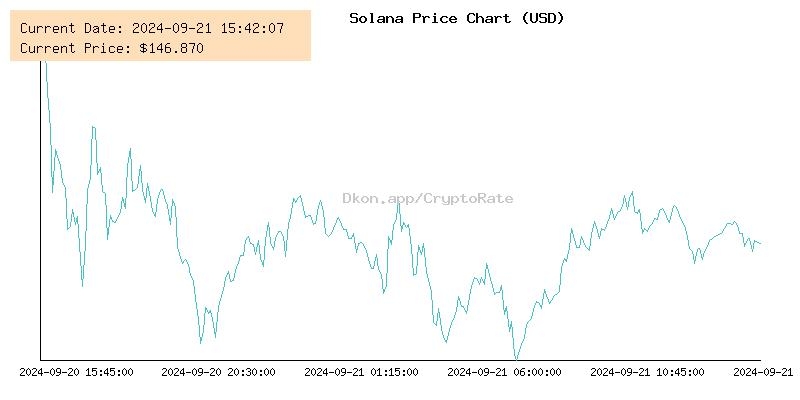 Solana Price Chart (USD)
Current Date: 2024-09-21 15:42:07
Current Price: $146.870
Dkon.app/CryptoRate
2024-09-20 15:45:00 2024-09-20 20:30:00 2024-09-21 01:15:00 2024-09-21 06:00:00 2024-09-21 10:45:00 2024-09-21